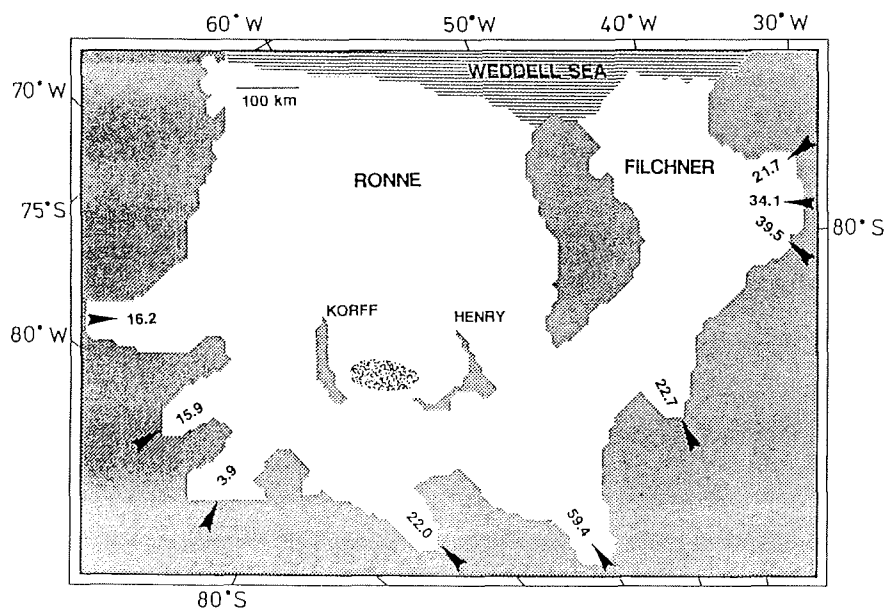 60°W 50°W 40°W 30°W
WEDDELL SEA
70°W
100 km
RONNE
FILCHNER
21.7
34.1
39.5
75°S
80°S
KORFF
HENRY
16.2
80°W
22.7
15.9
3.9
22.0
59.4
80°S